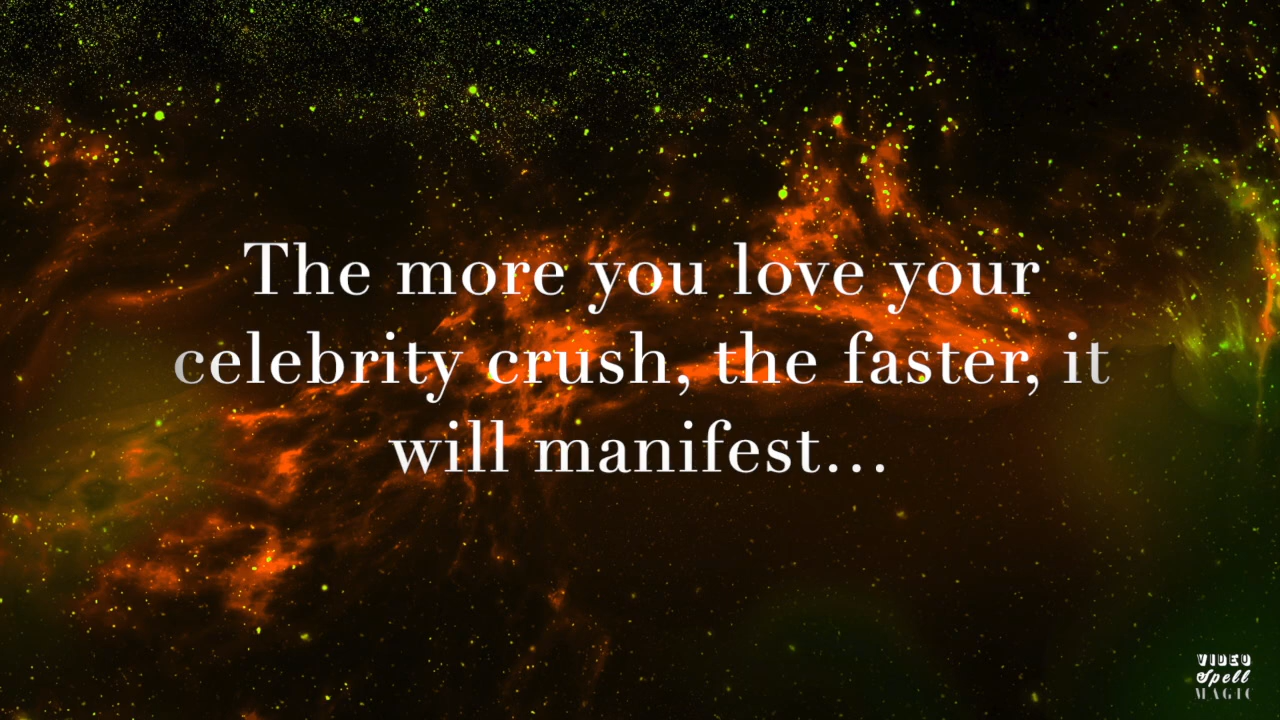 The more you love your
celebrity crush, the faster, it
will manifest...
VIDEO
Spell
MAGIC